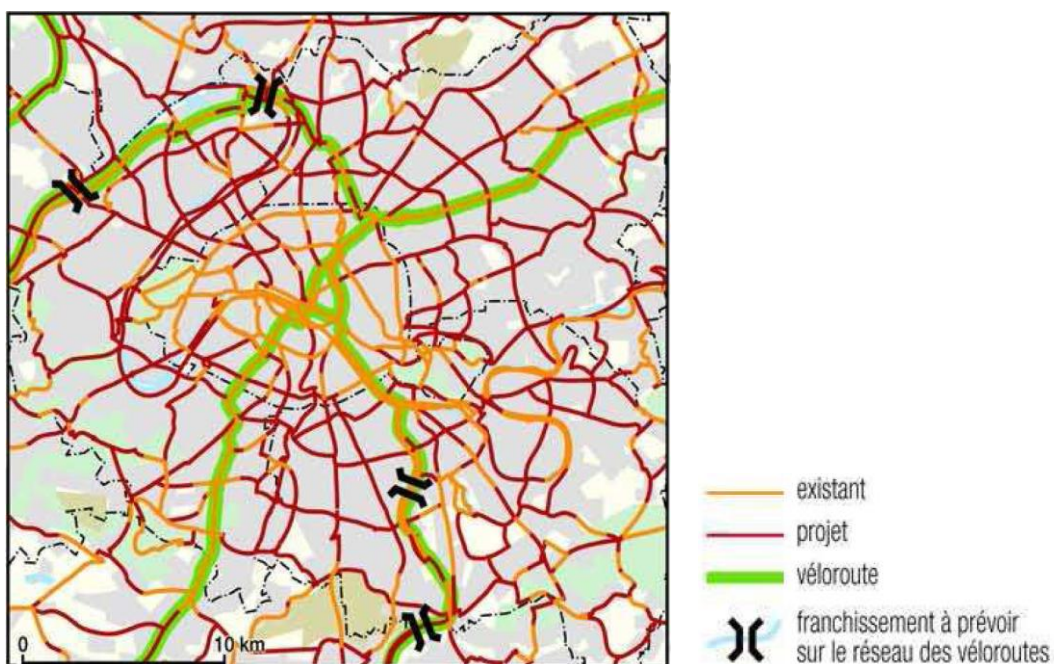 0 10 km
existant
projet
véloroute
franchissement à prévoir
sur le réseau des véloroutes